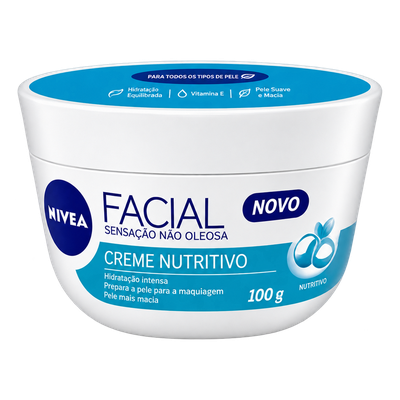 PARA TODOS OS TIPOS DE PELE
Hidratação
Equilibrada
Vitamina E
Pele Suave
e Macia
NIVEA
FACIAL
NOVO
SENSAÇÃO NÃO OLEOSA
CREME NUTRITIVO
Hidratação intensa
Prepara a pele para a maquiagem
Pele mais macia
100 g
NUTRITIVO